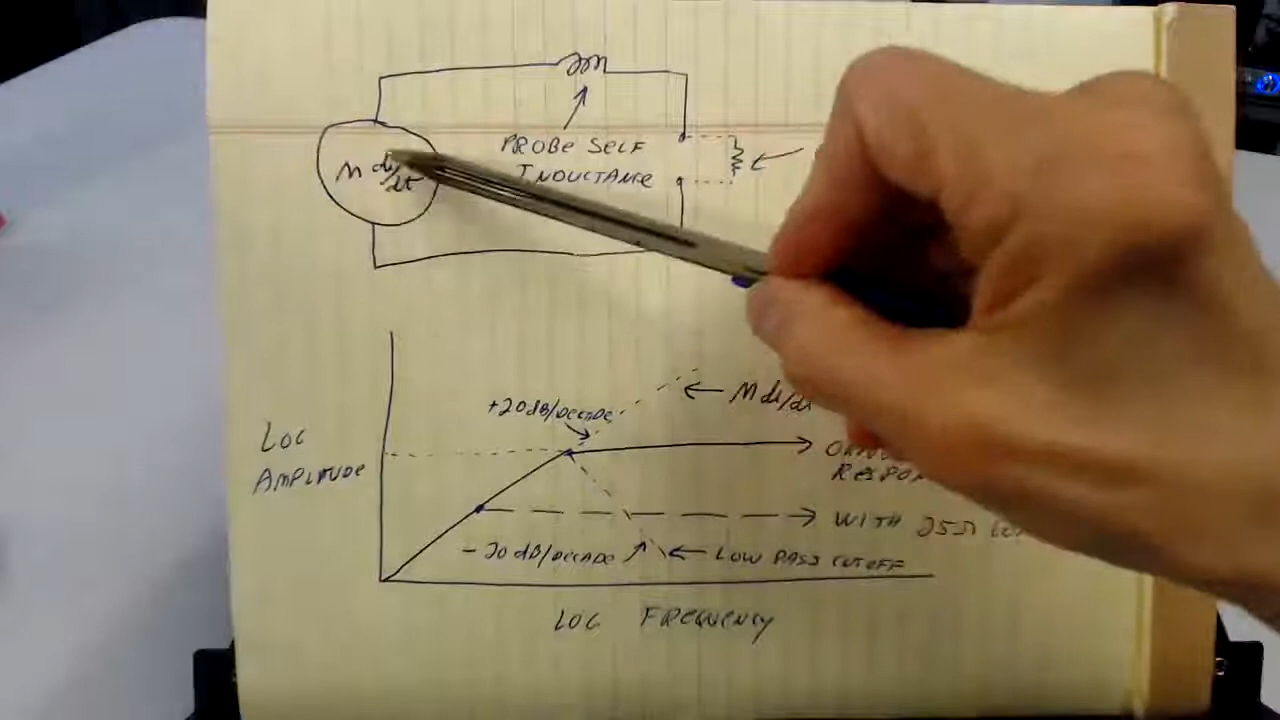 PROBE SELF
INDUCTANCE
M di/dt
+20dB/DECADE
M di/dt
LOG
AMPLITUDE
WITH 25Ω
-20dB/DECADE
LOW PASS CUTOFF
LOG FREQUENCY